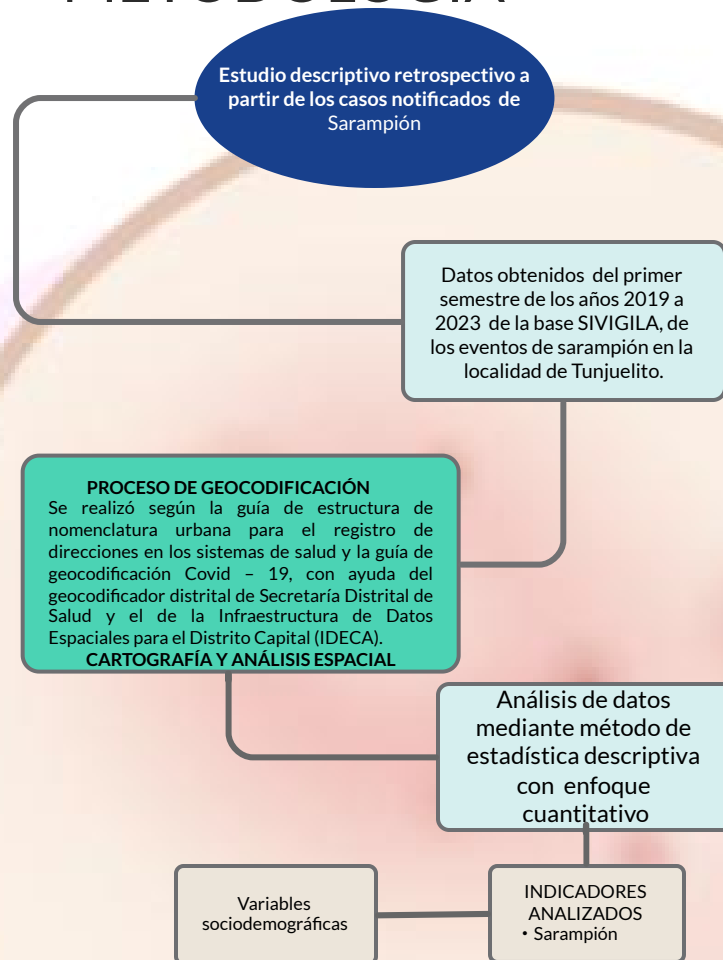 METODOLOGÍA
Estudio descriptivo retrospectivo a
partir de los casos notificados de
Sarampión
Datos obtenidos del primer
semestre de los años 2019 a
2023 de la base SIVIGILA, de
los eventos de sarampión en la
localidad de Tunjuelito.
PROCESO DE GEOCODIFICACIÓN
Se realizó según la guía de estructura de
nomenclatura urbana para el registro de
direcciones en los sistemas de salud y la guía de
geocodificación Covid – 19, con ayuda del
geocodificador distrital de Secretaría Distrital de
Salud y el de la Infraestructura de Datos
Espaciales para el Distrito Capital (IDECA).
CARTOGRAFÍA Y ANÁLISIS ESPACIAL
Análisis de datos
mediante método de
estadística descriptiva
con enfoque
cuantitativo
Variables
sociodemográficas
INDICADORES
ANALIZADOS
• Sarampión